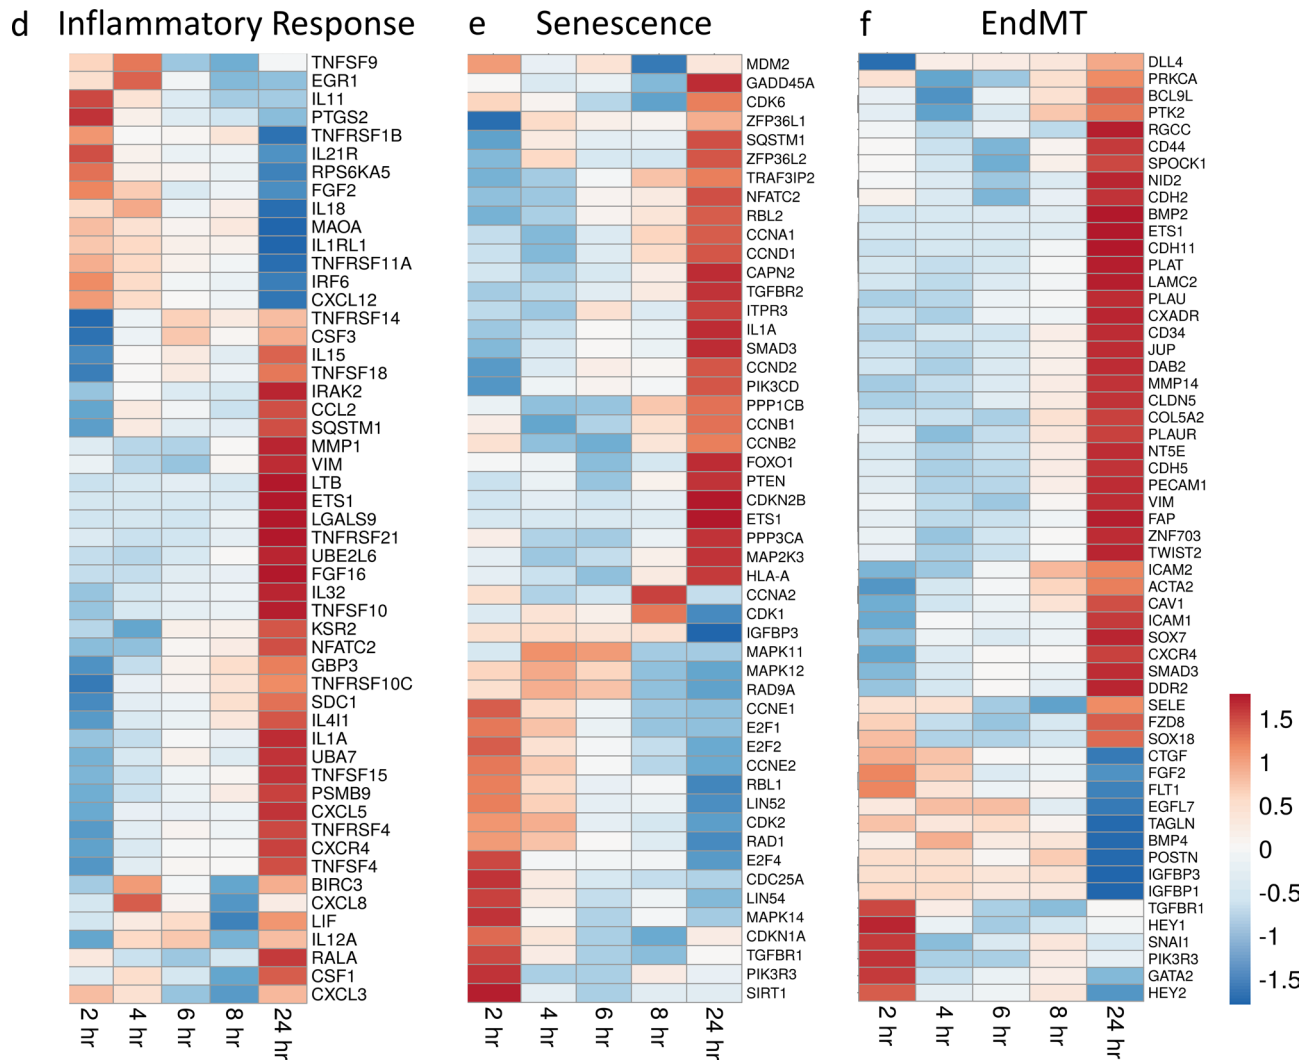 d Inflammatory Response
TNFSF9
EGR1
IL11
PTGS2
TNFRSF1B
IL21R
RPS6KA5
FGF2
IL18
MAOA
IL1RL1
TNFRSF11A
IRF6
CXCL12
TNFRSF14
CSF3
IL15
TNFSF18
IRAK2
CCL2
SQSTM1
MMP1
VIM
LTB
ETS1
LGALS9
TNFRSF21
UBE2L6
FGF16
IL32
TNFSF10
KSR2
NFATC2
GBP3
TNFRSF10C
SDC1
IL4I1
IL1A
UBA7
TNFSF15
PSMB9
CXCL5
TNFRSF4
CXCR4
TNFSF4
BIRC3
CXCL8
LIF
IL12A
RALA
CSF1
CXCL3
2 hr
4 hr
6 hr
8 hr
24 hr
e Senescence
MDM2
GADD45A
CDK6
ZFP36L1
SQSTM1
ZFP36L2
TRAF3IP2
NFATC2
RBL2
CCNA1
CCND1
CAPN2
TGFBR2
ITPR3
IL1A
SMAD3
CCND2
PIK3CD
PPP1CB
CCNB1
CCNB2
FOXO1
PTEN
CDKN2B
ETS1
PPP3CA
MAP2K3
HLA-A
CCNA2
CDK1
IGFBP3
MAPK11
MAPK12
RAD9A
CCNE1
E2F1
E2F2
CCNE2
RBL1
LIN52
CDK2
RAD1
E2F4
CDC25A
LIN54
MAPK14
CDKN1A
TGFBR1
PIK3R3
SIRT1
2 hr
4 hr
6 hr
8 hr
24 hr
f EndMT
DLL4
PRKCA
BCL9L
PTK2
RGCC
CD44
SPOCK1
NID2
CDH2
BMP2
ETS1
CDH11
PLAT
LAMC2
PLAU
CXADR
CD34
JUP
DAB2
MMP14
CLDN5
COL5A2
PLAUR
NT5E
CDH5
PECAM1
VIM
FAP
ZNF703
TWIST2
ICAM2
ACTA2
CAV1
ICAM1
SOX7
CXCR4
SMAD3
DDR2
SELE
FZD8
SOX18
CTGF
FGF2
FLT1
EGFL7
TAGLN
BMP4
POSTN
IGFBP3
IGFBP1
TGFBR1
HEY1
SNAI1
PIK3R3
GATA2
HEY2
2 hr
4 hr
6 hr
8 hr
24 hr
1.5
1
0.5
0
-0.5
-1
-1.5